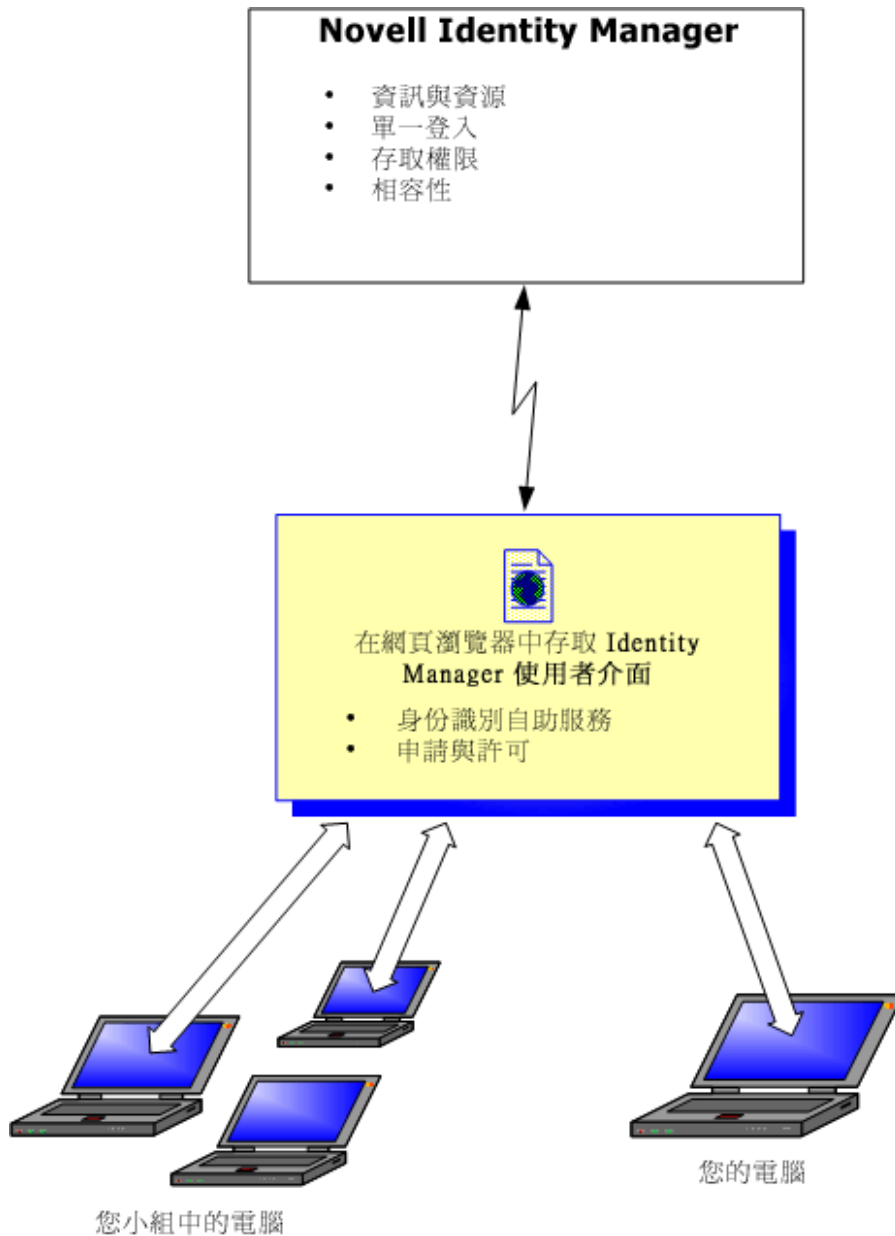 Novell Identity Manager
• 資訊與資源
• 單一登入
• 存取權限
• 相容性
在網頁瀏覽器中存取 Identity
Manager 使用者介面
• 身份識別自助服務
• 申請與許可
您的電腦
您小組中的電腦